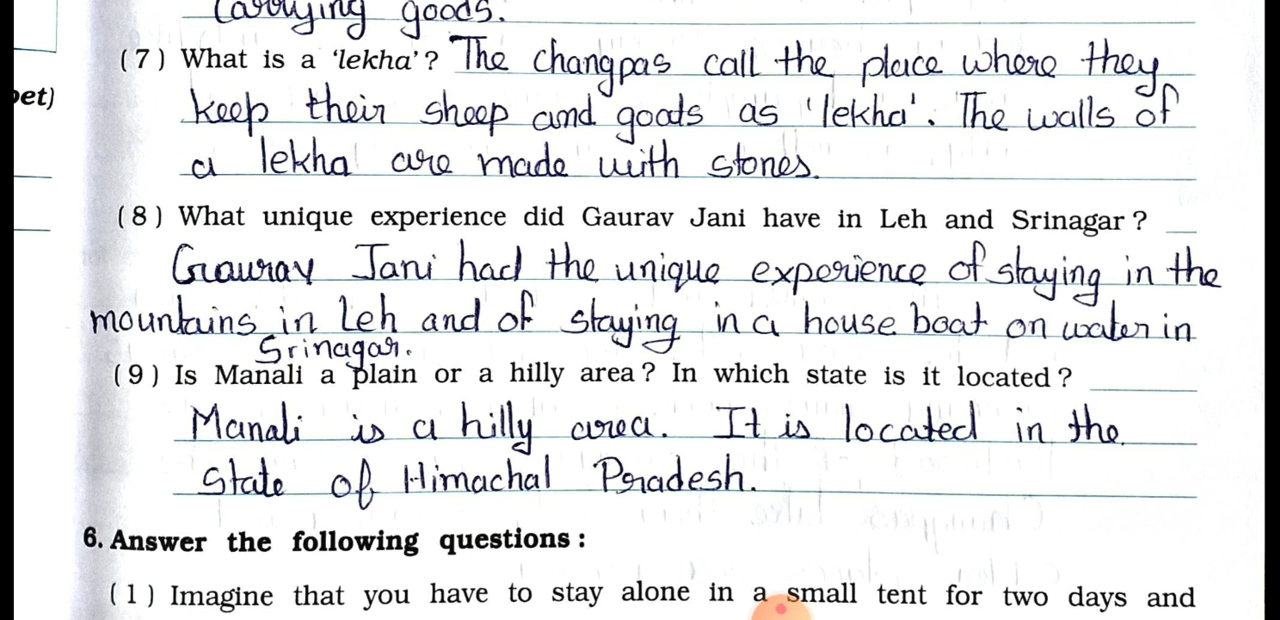 carrying goods.
(7) What is a 'lekha'? The changpas call the place where they
pet)
keep their sheep and goats as 'lekha'. The walls of
a lekha are made with stones.
(8) What unique experience did Gaurav Jani have in Leh and Srinagar?
Gaurav Jani had the unique experience of staying in the
mountains in Leh and of staying in a house boat on water in
Srinagar.
(9) Is Manali a plain or a hilly area? In which state is it located?
Manali is a hilly area. It is located in the
State of Himachal Pradesh.
6. Answer the following questions:
(1) Imagine that you have to stay alone in a small tent for two days and